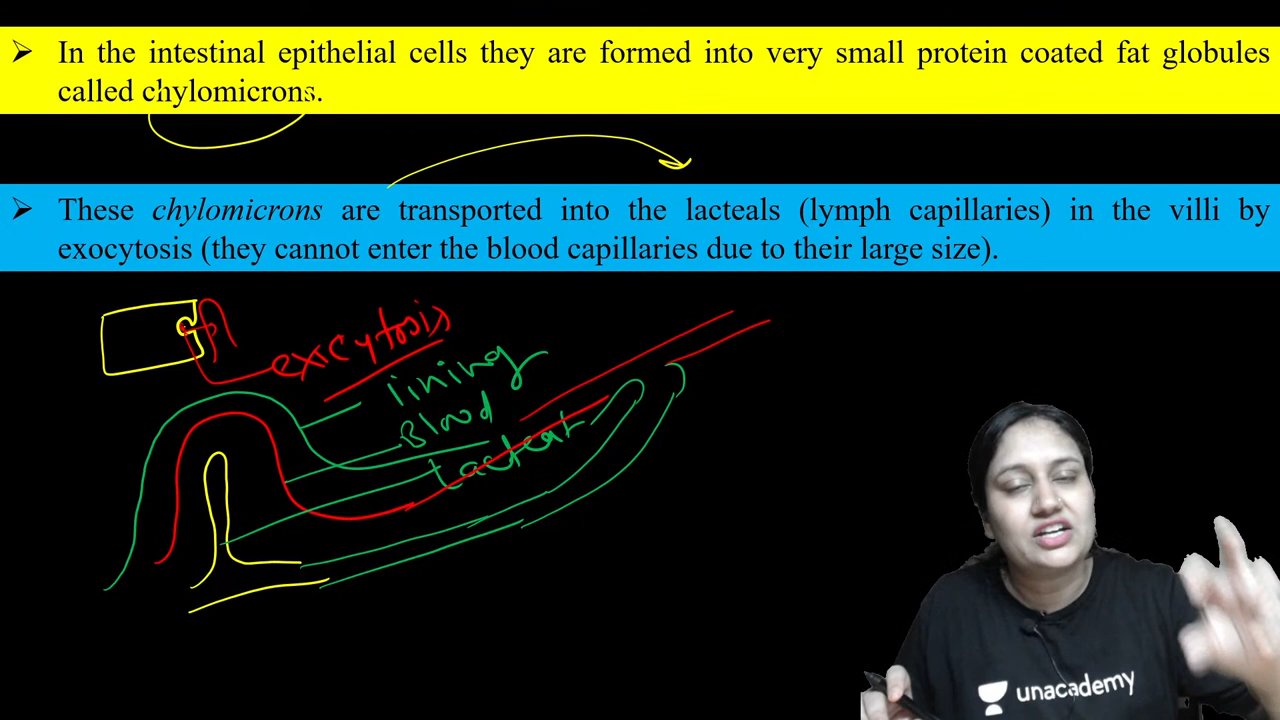 ➢ In the intestinal epithelial cells they are formed into very small protein coated fat globules
called chylomicrons.
➢ These chylomicrons are transported into the lacteals (lymph capillaries) in the villi by
exocytosis (they cannot enter the blood capillaries due to their large size).
exocytosis
lining
Blood
Lacteal
unacademy